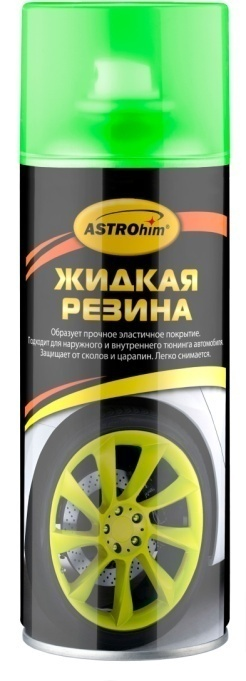 ASTROhim®
ЖИДКАЯ
РЕЗИНА
Образует прочное эластичное покрытие.
Подходит для наружного и внутреннего тюнинга автомобиля.
Защищает от сколов и царапин. Легко снимается.